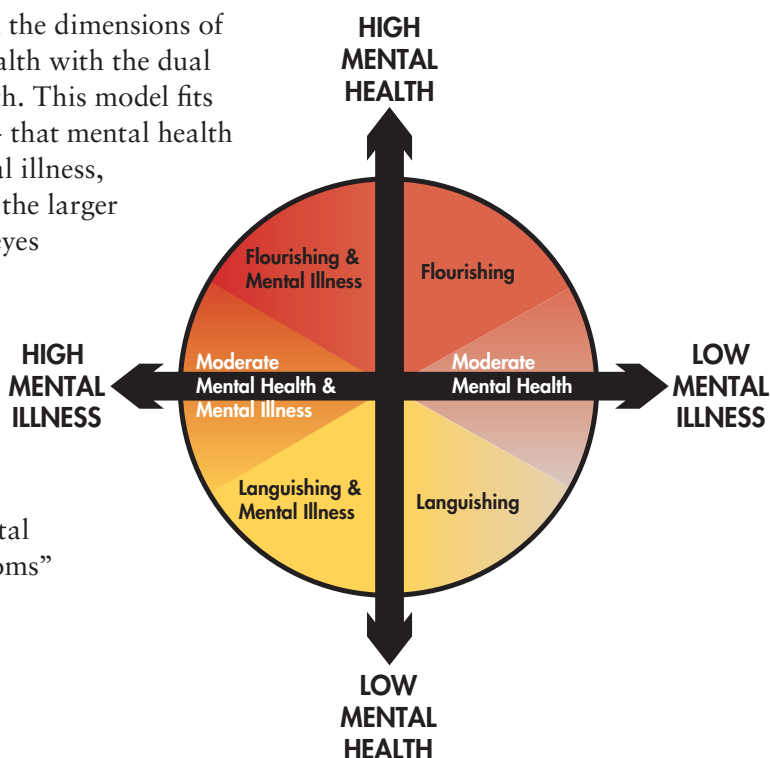 the dimensions of
alth with the dual
h. This model fits
that mental health
al illness,
the larger
eyes
tal
oms”
HIGH
MENTAL
HEALTH
Flourishing &
Mental Illness
Flourishing
HIGH
MENTAL
ILLNESS
Moderate
Mental Health &
Mental Illness
Moderate
Mental Health
LOW
MENTAL
ILLNESS
Languishing &
Mental Illness
Languishing
LOW
MENTAL
HEALTH